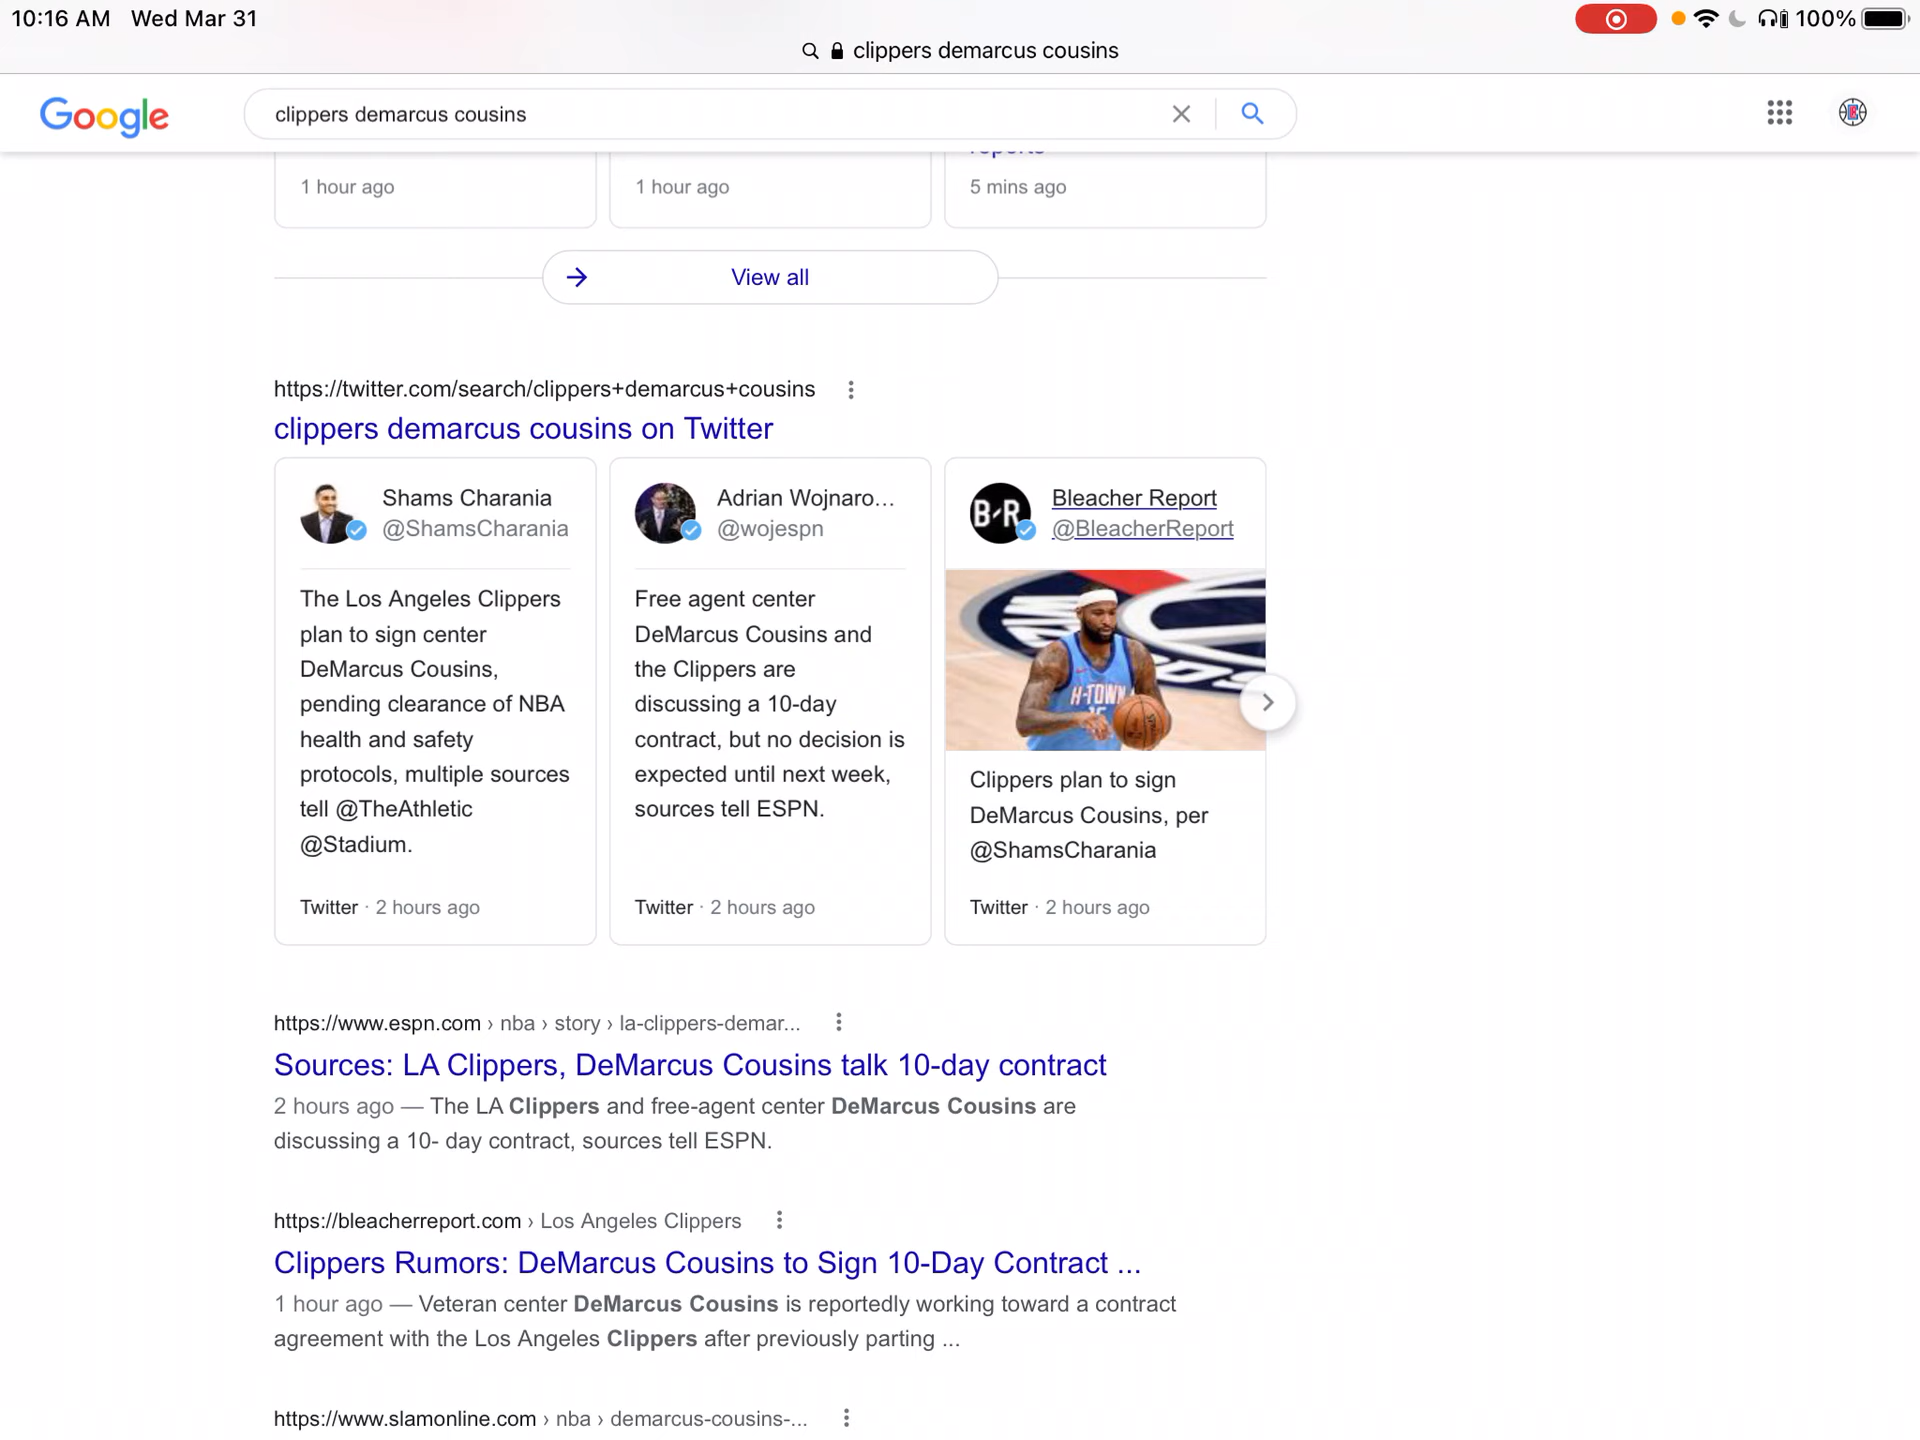 10:16 AM Wed Mar 31
100%
clippers demarcus cousins
Google
clippers demarcus cousins
reports
1 hour ago
1 hour ago
5 mins ago
View all
https://twitter.com/search/clippers+demarcus+cousins
clippers demarcus cousins on Twitter
Shams Charania
@ShamsCharania
The Los Angeles Clippers
plan to sign center
DeMarcus Cousins,
pending clearance of NBA
health and safety
protocols, multiple sources
tell @TheAthletic
@Stadium.
Twitter · 2 hours ago
Adrian Wojnaro...
@wojespn
Free agent center
DeMarcus Cousins and
the Clippers are
discussing a 10-day
contract, but no decision is
expected until next week,
sources tell ESPN.
Twitter · 2 hours ago
B-R
Bleacher Report
@BleacherReport
H-TOWN
15
Clippers plan to sign
DeMarcus Cousins, per
@ShamsCharania
Twitter · 2 hours ago
https://www.espn.com › nba › story › la-clippers-demar...
Sources: LA Clippers, DeMarcus Cousins talk 10-day contract
2 hours ago — The LA Clippers and free-agent center DeMarcus Cousins are
discussing a 10- day contract, sources tell ESPN.
https://bleacherreport.com › Los Angeles Clippers
Clippers Rumors: DeMarcus Cousins to Sign 10-Day Contract ...
1 hour ago — Veteran center DeMarcus Cousins is reportedly working toward a contract
agreement with the Los Angeles Clippers after previously parting ...
https://www.slamonline.com › nba › demarcus-cousins-...